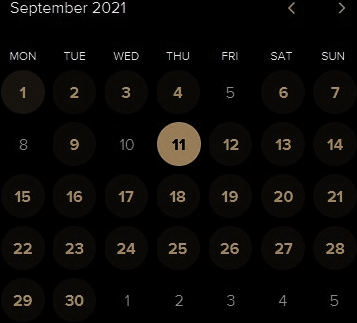 September 2021
MON TUE WED THU FRI SAT SUN
1 2 3 4 5 6 7
8 9 10 11 12 13 14
15 16 17 18 19 20 21
22 23 24 25 26 27 28
29 30 1 2 3 4 5